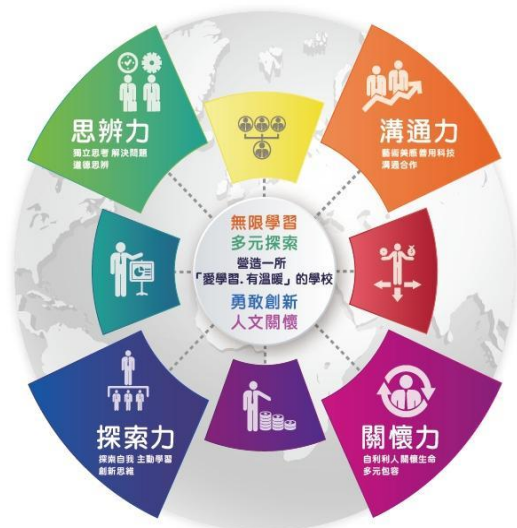 思辨力
獨立思考 解決問題
道德思辨
溝通力
藝術美感 善用科技
溝通合作
無限學習
多元探索
營造一所
「愛學習.有溫暖」的學校
勇敢創新
人文關懷
探索力
探索自我 主動學習
創新思維
關懷力
自利利人 關懷生命
多元包容